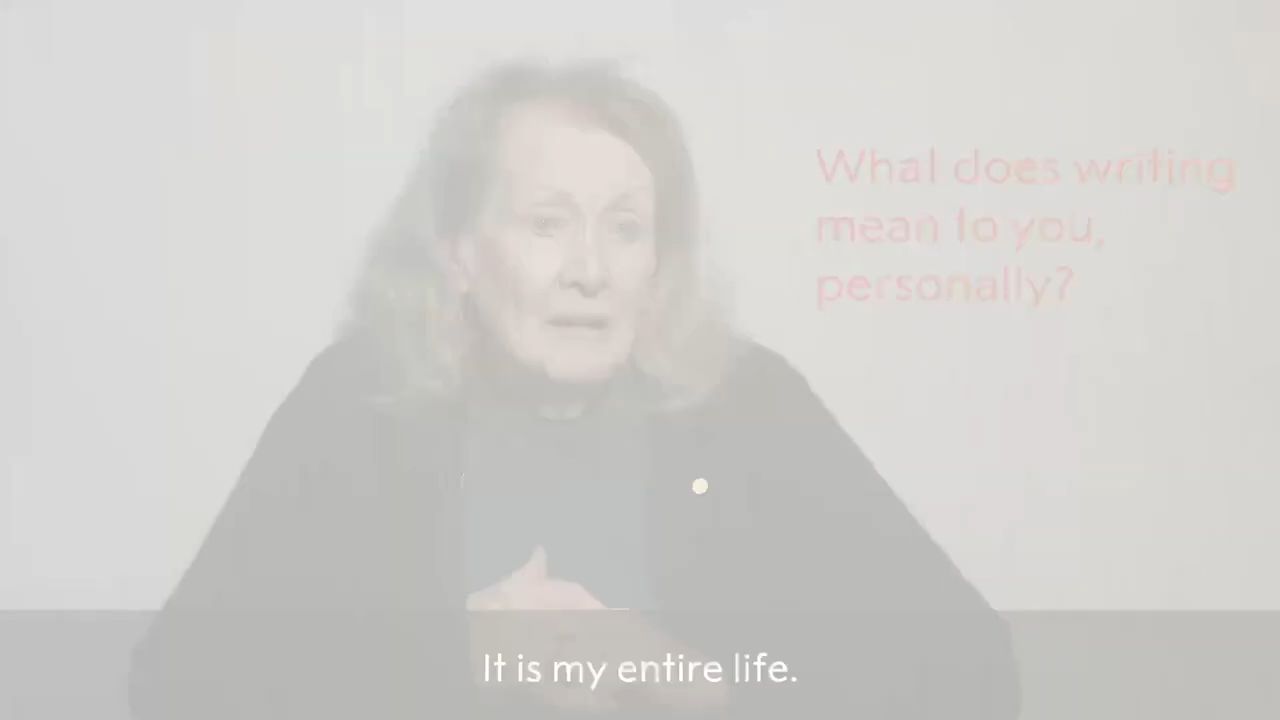 What does writing
mean to you,
personally?
It is my entire life.